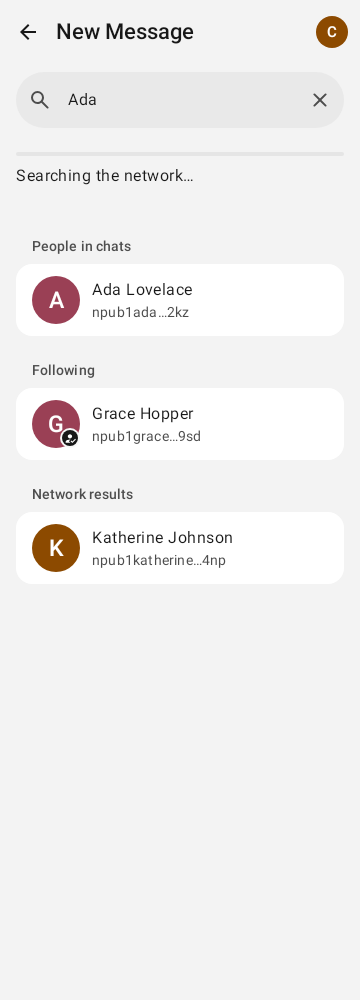 New Message
C
Ada
Searching the network…
People in chats
A
Ada Lovelace
npub1ada…2kz
Following
G
Grace Hopper
npub1grace…9sd
Network results
K
Katherine Johnson
npub1katherine…4np